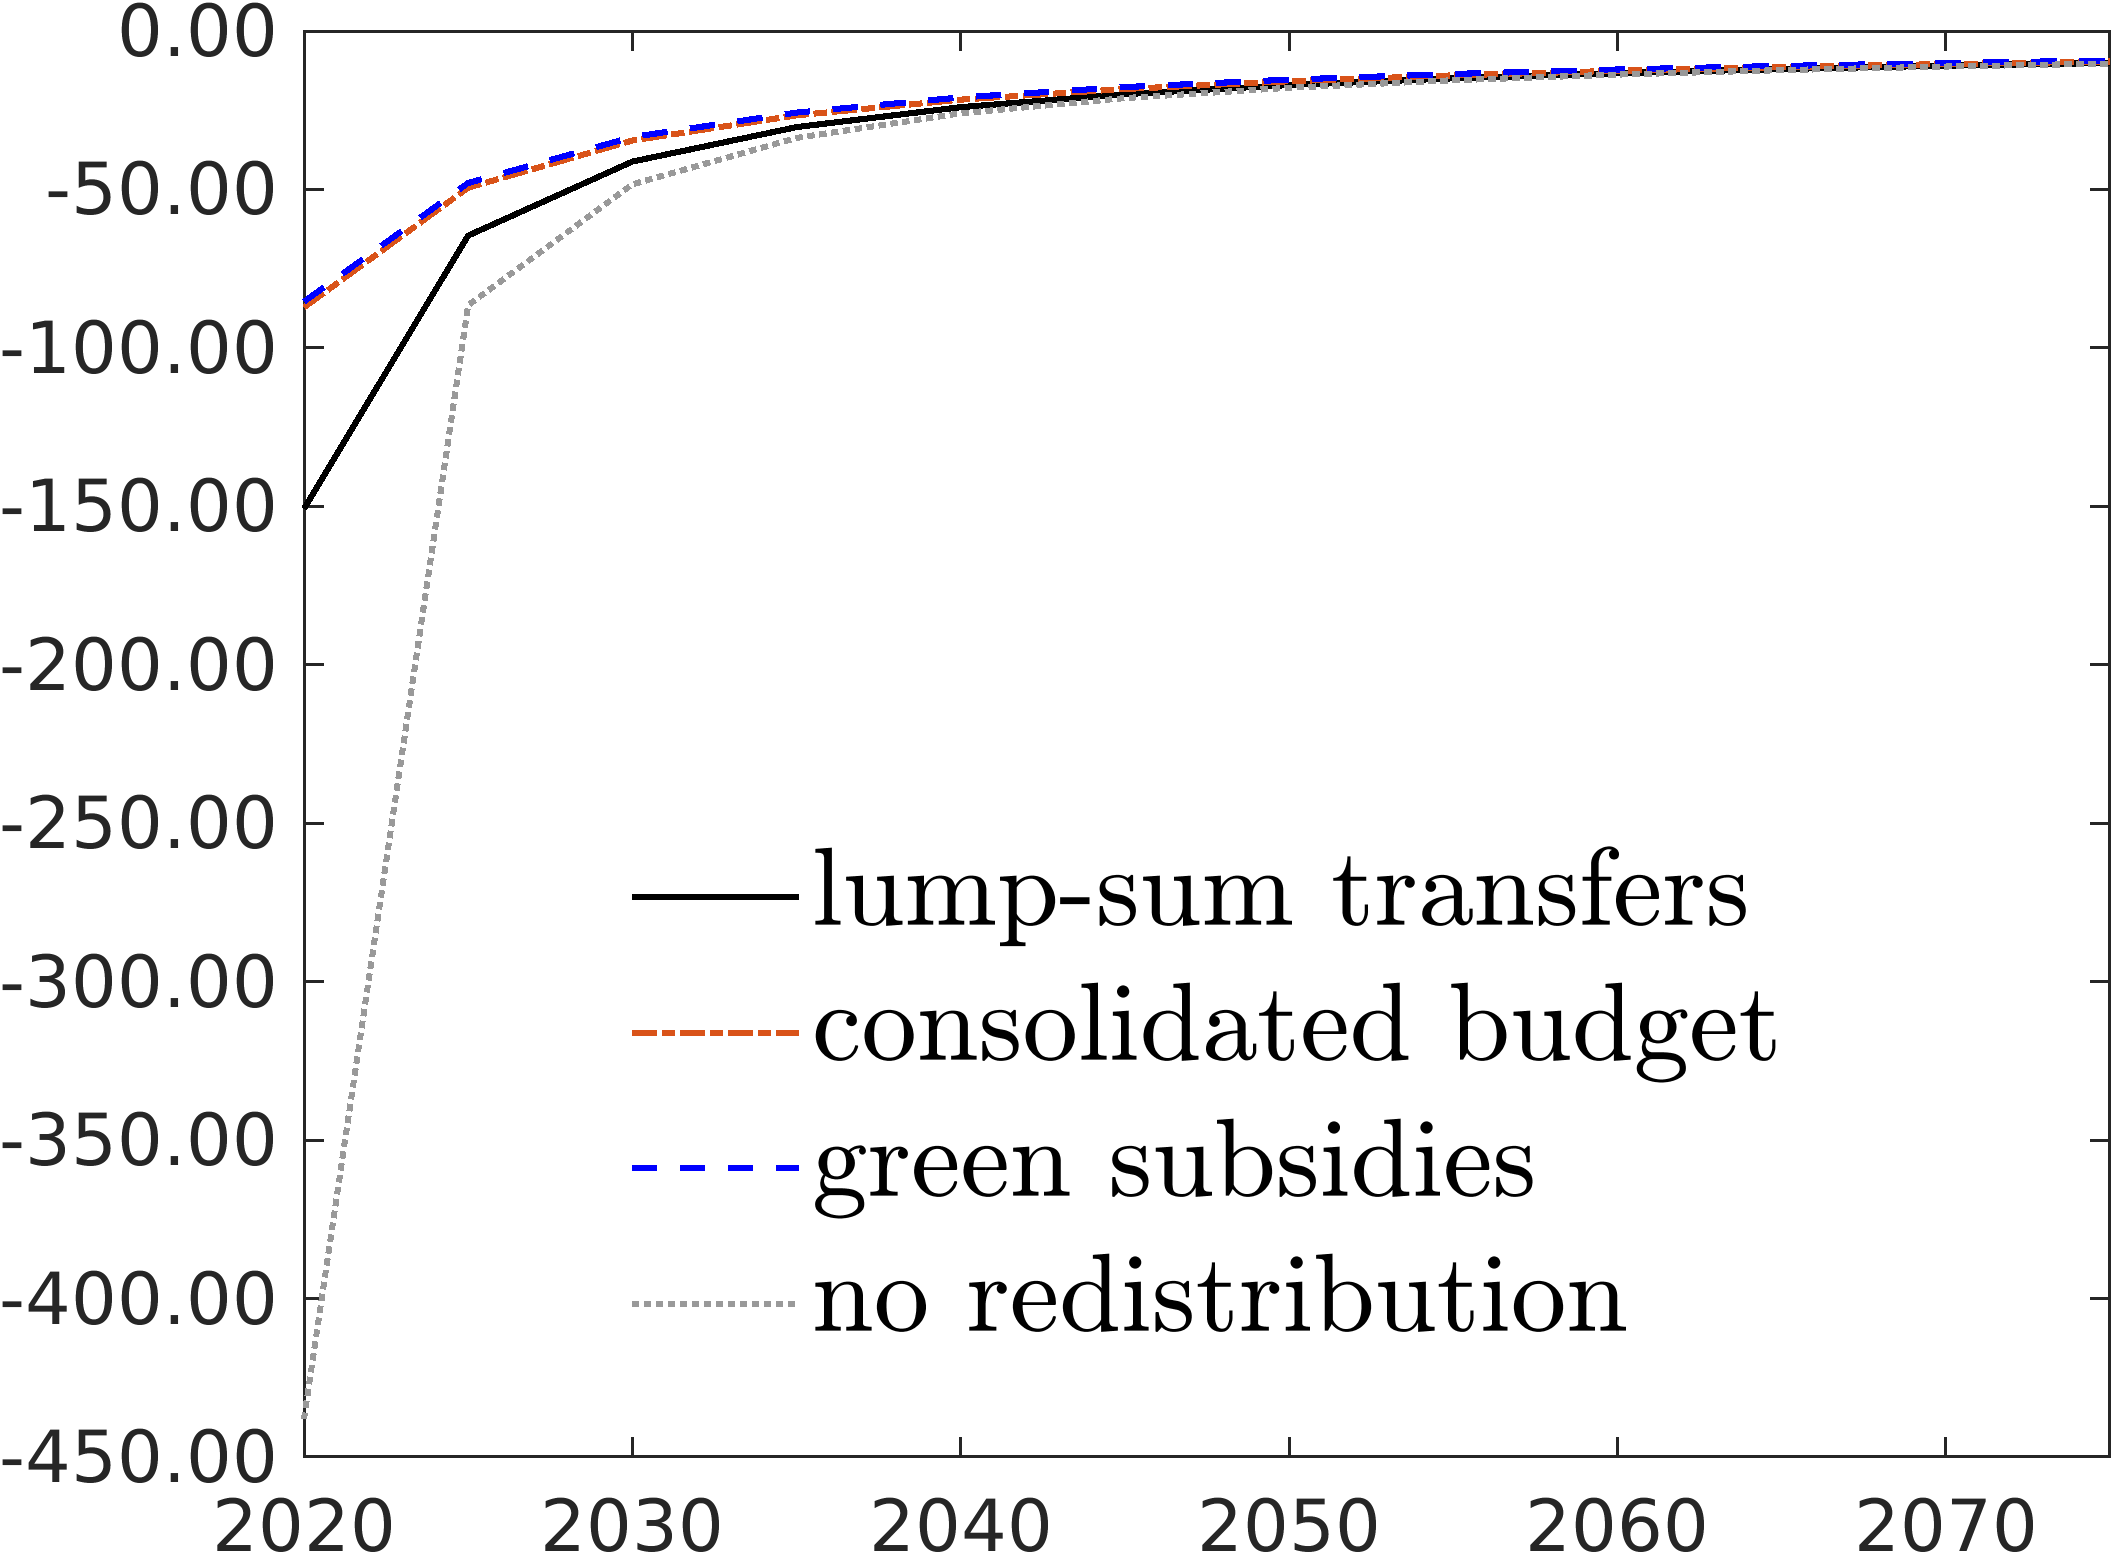 0.00
-50.00
-100.00
-150.00
-200.00
-250.00
-300.00
-350.00
-400.00
-450.00
lump-sum transfers
consolidated budget
green subsidies
no redistribution
2020 2030 2040 2050 2060 2070